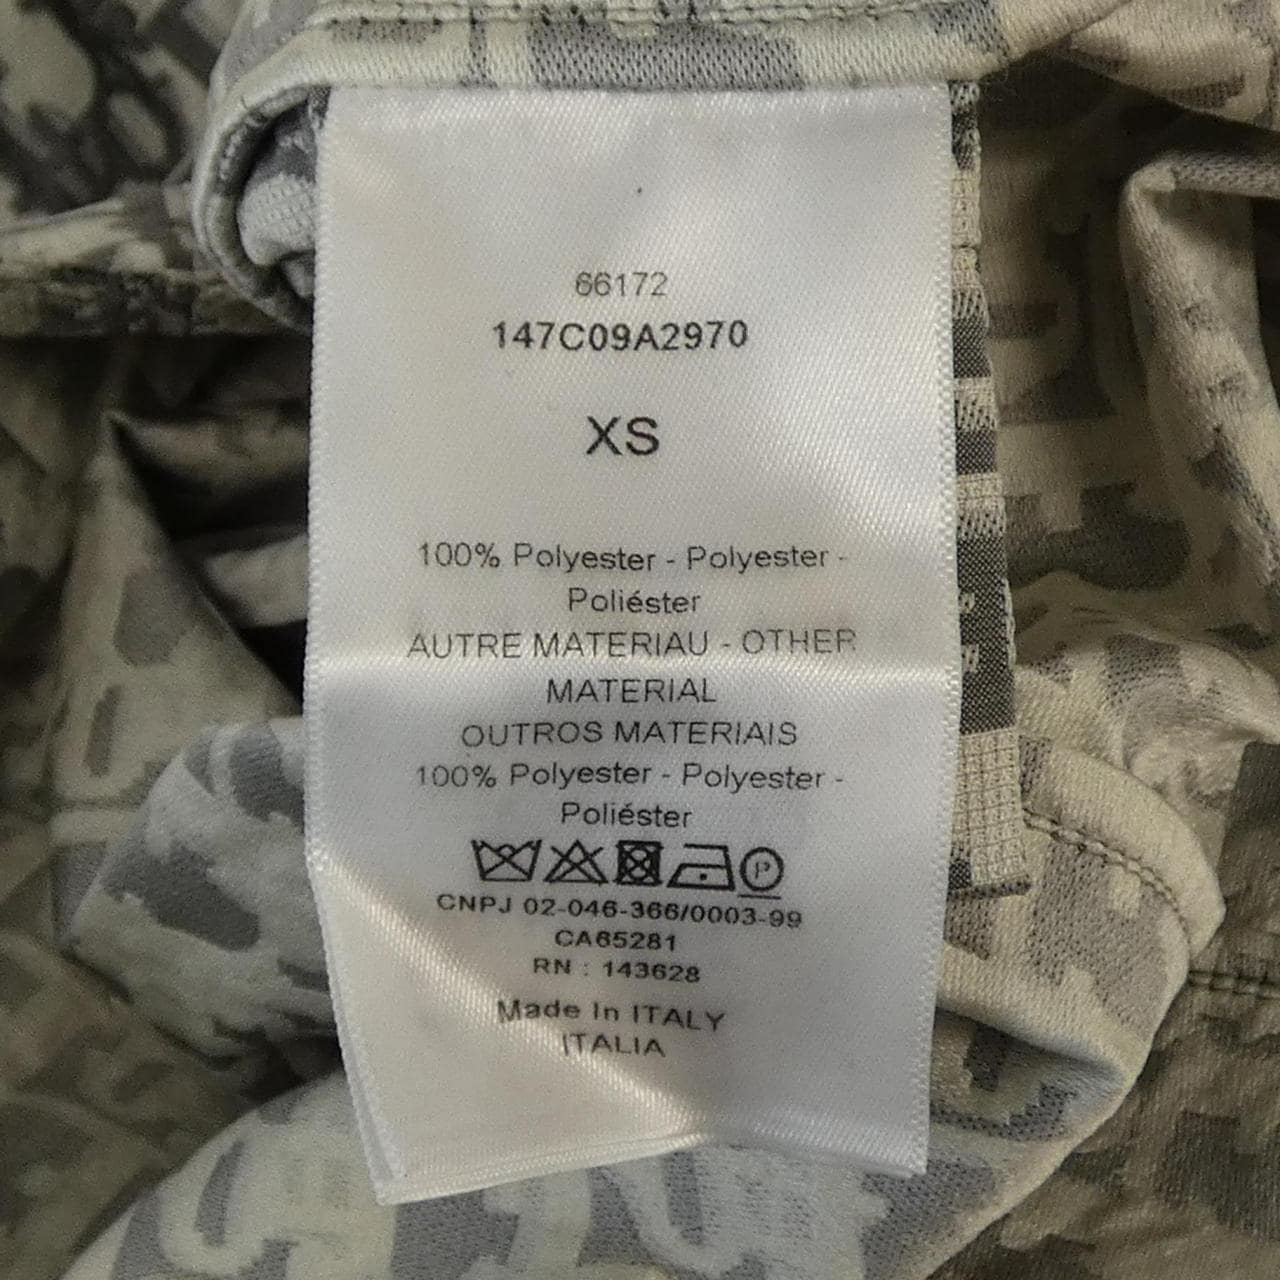 66172
147C09A2970
XS
100% Polyester - Polyester -
Poliéster
AUTRE MATERIAU - OTHER
MATERIAL
OUTROS MATERIAIS
100% Polyester - Polyester -
Poliéster
P
CNPJ 02-046-366/0003-99
CA65281
RN : 143628
Made In ITALY
ITALIA